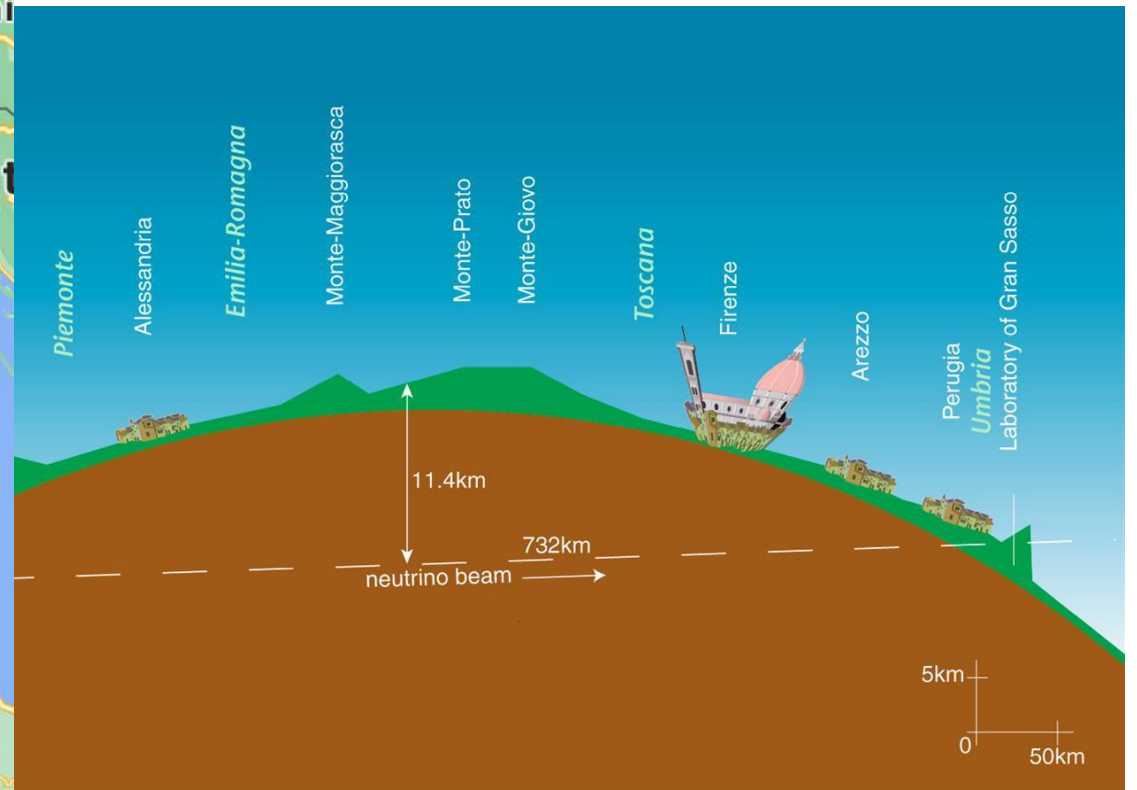 Piemonte
Alessandria
Emilia-Romagna
Monte-Maggiorasca
Monte-Prato
Monte-Giovo
Toscana
Firenze
Arezzo
Perugia
Umbria
Laboratory of Gran Sasso
11.4km
732km
neutrino beam
5km
0
50km